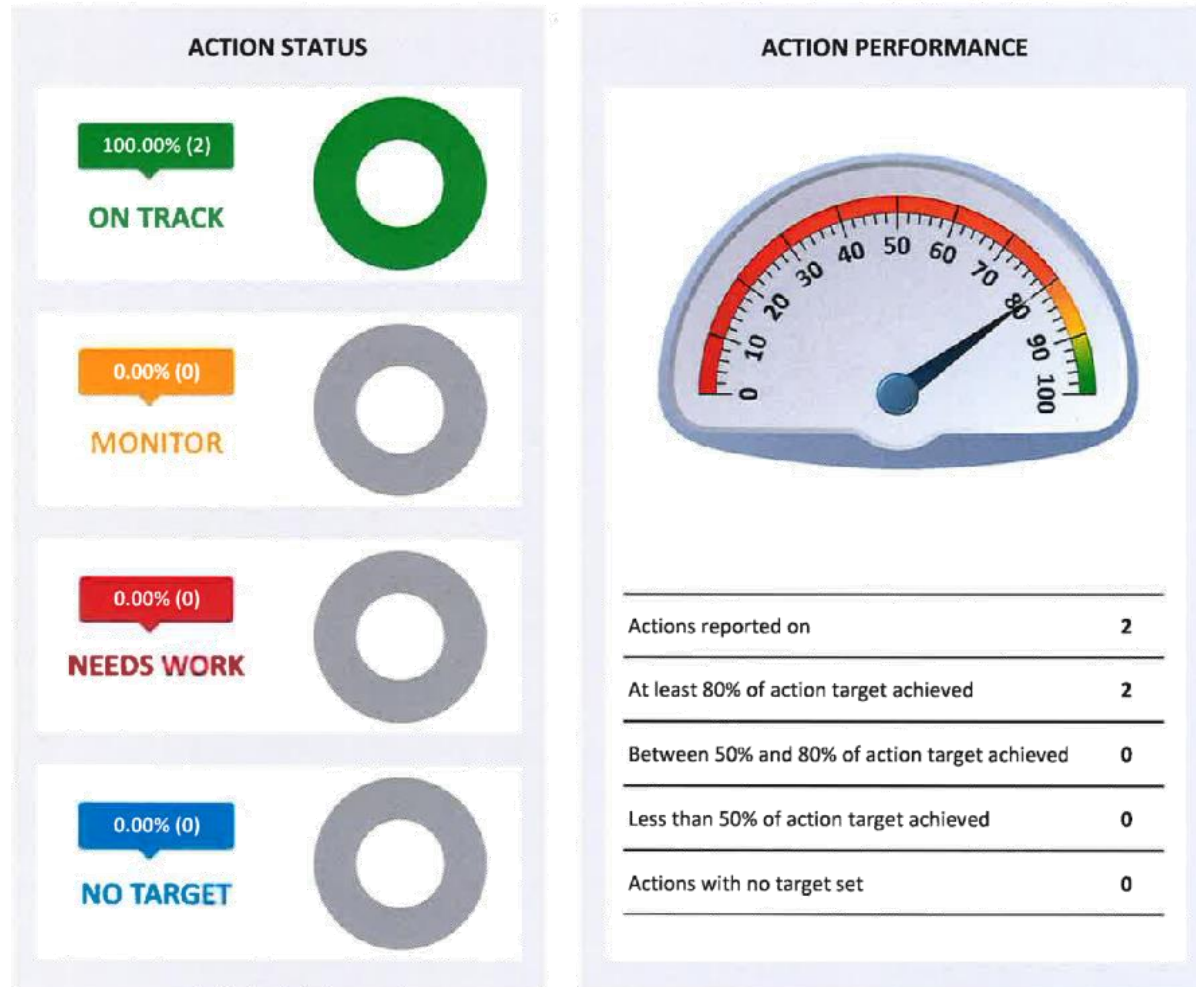 ACTION STATUS
100.00% (2)
ON TRACK
0.00% (0)
MONITOR
0.00% (0)
NEEDS WORK
0.00% (0)
NO TARGET
ACTION PERFORMANCE
0
10
20
30
40
50
60
70
80
90
100
Actions reported on 2
At least 80% of action target achieved 2
Between 50% and 80% of action target achieved 0
Less than 50% of action target achieved 0
Actions with no target set 0